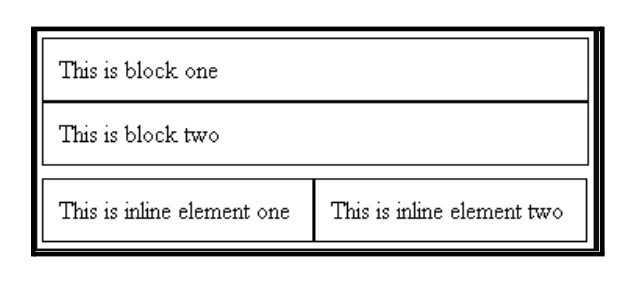 This is block one
This is block two
This is inline element one This is inline element two